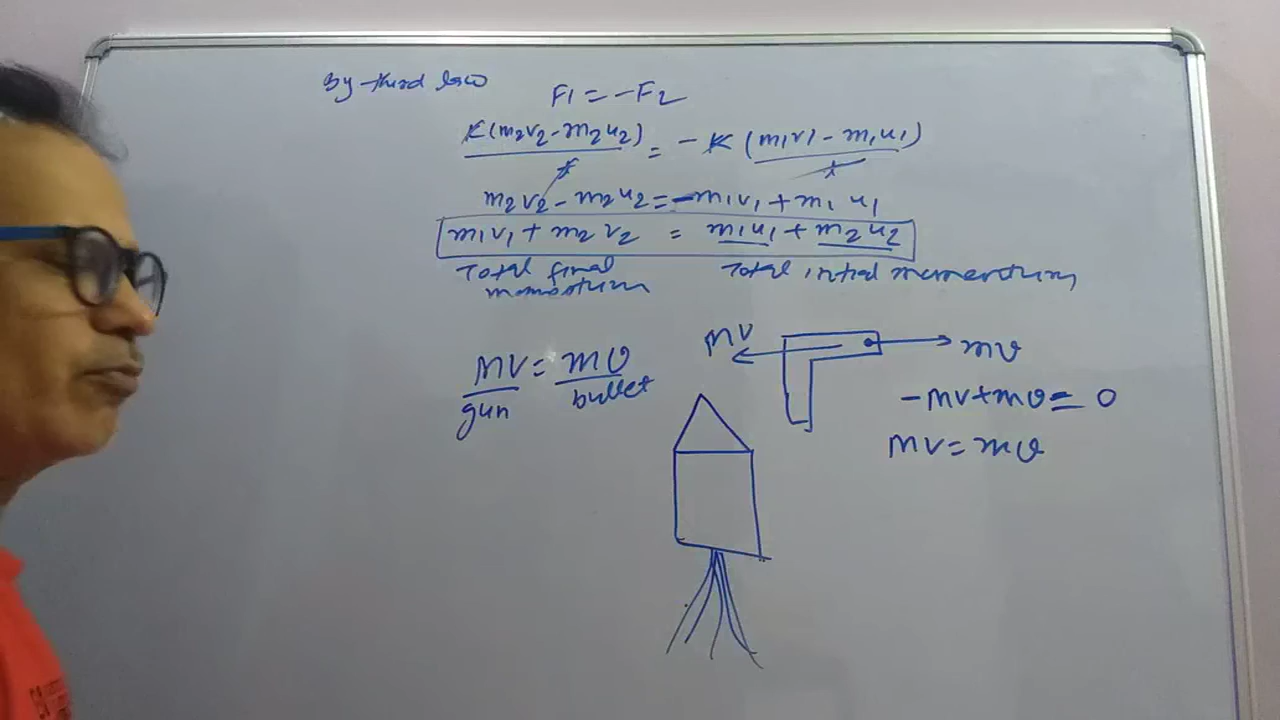 By third law
F1 = -F2
K(m2v2 - m2u2) / t = - K (m1v1 - m1u1) / t
m2v2 - m2u2 = -m1v1 + m1u1
m1v1 + m2v2 = m1u1 + m2u2
Total final momentum
Total initial momentum
MV = mv
gun bullet
MV
mv
-MV + mv = 0
MV = mv